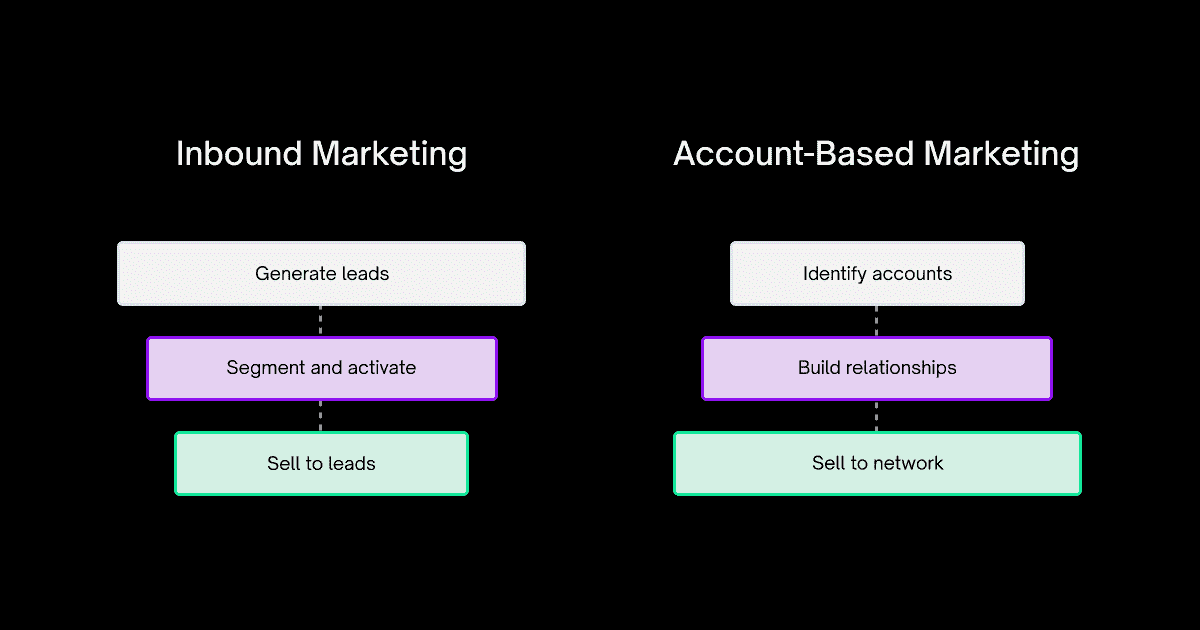 Inbound Marketing
Generate leads
Segment and activate
Sell to leads
Account-Based Marketing
Identify accounts
Build relationships
Sell to network